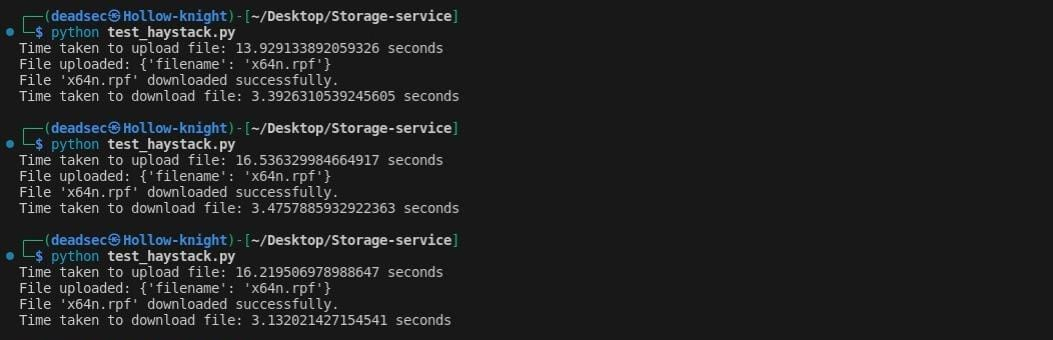 ┌──(deadsec㉿Hollow-knight)-[~/Desktop/Storage-service]
└─$ python test_haystack.py
Time taken to upload file: 13.929133892059326 seconds
File uploaded: {'filename': 'x64n.rpf'}
File 'x64n.rpf' downloaded successfully.
Time taken to download file: 3.3926310539245605 seconds
┌──(deadsec㉿Hollow-knight)-[~/Desktop/Storage-service]
└─$ python test_haystack.py
Time taken to upload file: 16.536329984664917 seconds
File uploaded: {'filename': 'x64n.rpf'}
File 'x64n.rpf' downloaded successfully.
Time taken to download file: 3.4757885932922363 seconds
┌──(deadsec㉿Hollow-knight)-[~/Desktop/Storage-service]
└─$ python test_haystack.py
Time taken to upload file: 16.219506978988647 seconds
File uploaded: {'filename': 'x64n.rpf'}
File 'x64n.rpf' downloaded successfully.
Time taken to download file: 3.132021427154541 seconds